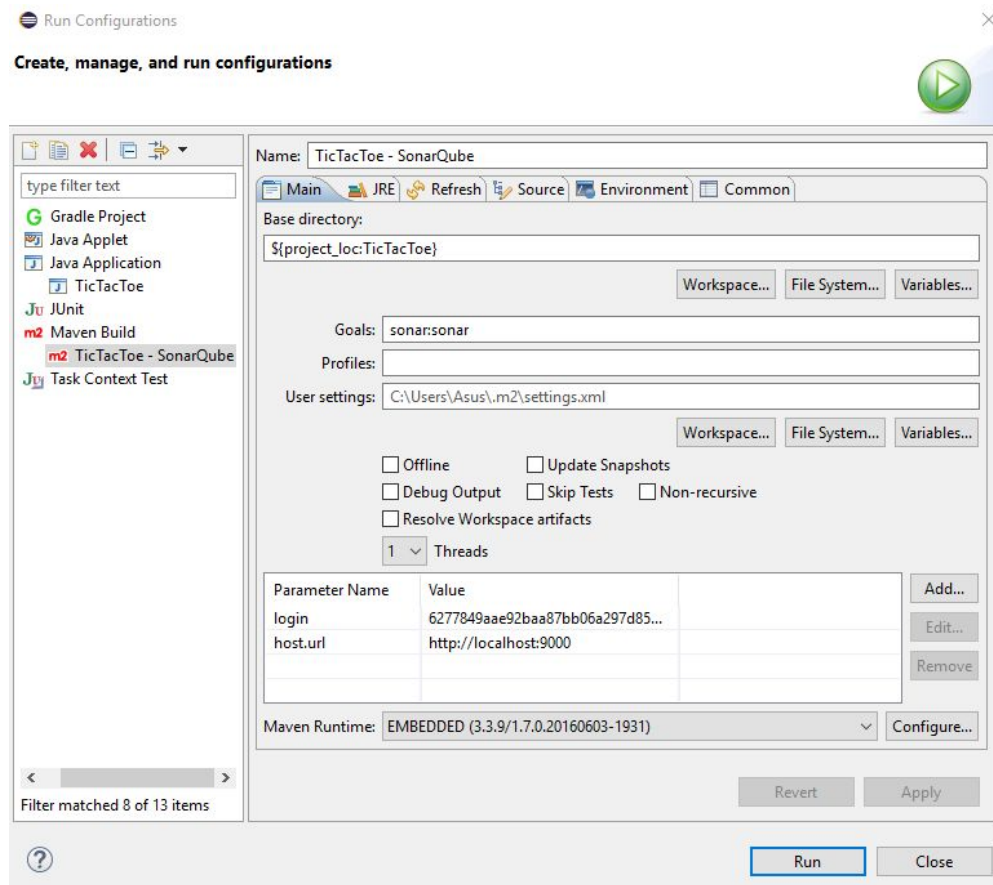 Run Configurations
Create, manage, and run configurations
type filter text
Gradle Project
Java Applet
Java Application
TicTacToe
JUnit
Maven Build
TicTacToe - SonarQube
Task Context Test
Filter matched 8 of 13 items
Name: TicTacToe - SonarQube
Main JRE Refresh Source Environment Common
Base directory:
${project_loc:TicTacToe}
Workspace... File System... Variables...
Goals: sonar:sonar
Profiles:
User settings: C:\Users\Asus\.m2\settings.xml
Workspace... File System... Variables...
Offline Update Snapshots
Debug Output Skip Tests Non-recursive
Resolve Workspace artifacts
1 Threads
Parameter Name Value
login 6277849aae92baa87bb06a297d85...
host.url http://localhost:9000
Add...
Edit...
Remove
Maven Runtime: EMBEDDED (3.3.9/1.7.0.20160603-1931) Configure...
Revert Apply
Run Close